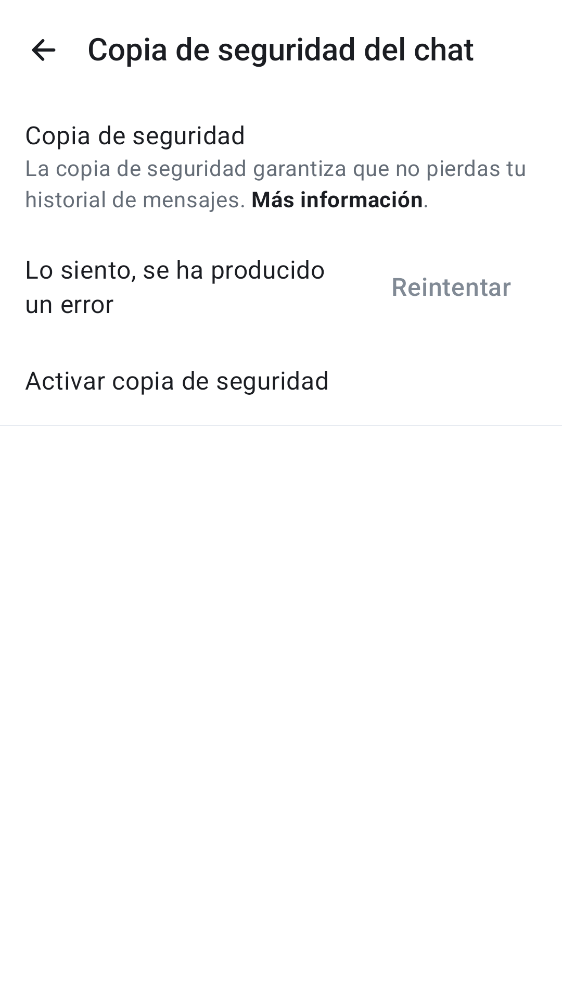 Copia de seguridad del chat
Copia de seguridad
La copia de seguridad garantiza que no pierdas tu
historial de mensajes. Más información.
Lo siento, se ha producido
un error
Reintentar
Activar copia de seguridad